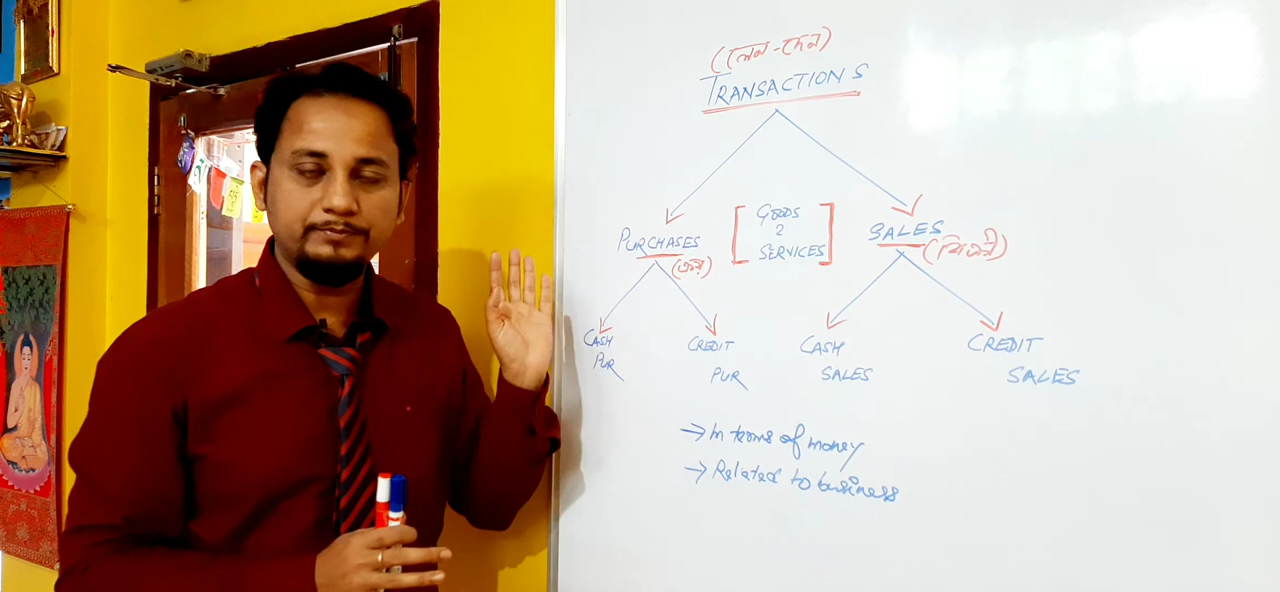 (লেন-দেন)
TRANSACTIONS
PURCHASES
(ক্রয়)
GOODS
2
SERVICES
SALES
(বিক্রী)
CASH
PUR
CREDIT
PUR
CASH
SALES
CREDIT
SALES
→ In terms of money
→ Related to business